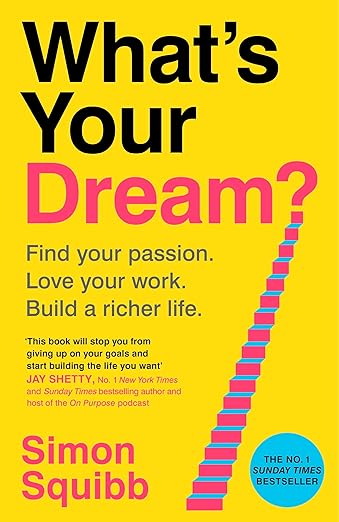 What's
Your
Dream?
Find your passion.
Love your work.
Build a richer life.
'This book will stop you from
giving up on your goals and
start building the life you want'
JAY SHETTY, No. 1 New York Times
and Sunday Times bestselling author and
host of the On Purpose podcast
Simon
Squibb
THE NO. 1
SUNDAY TIMES
BESTSELLER